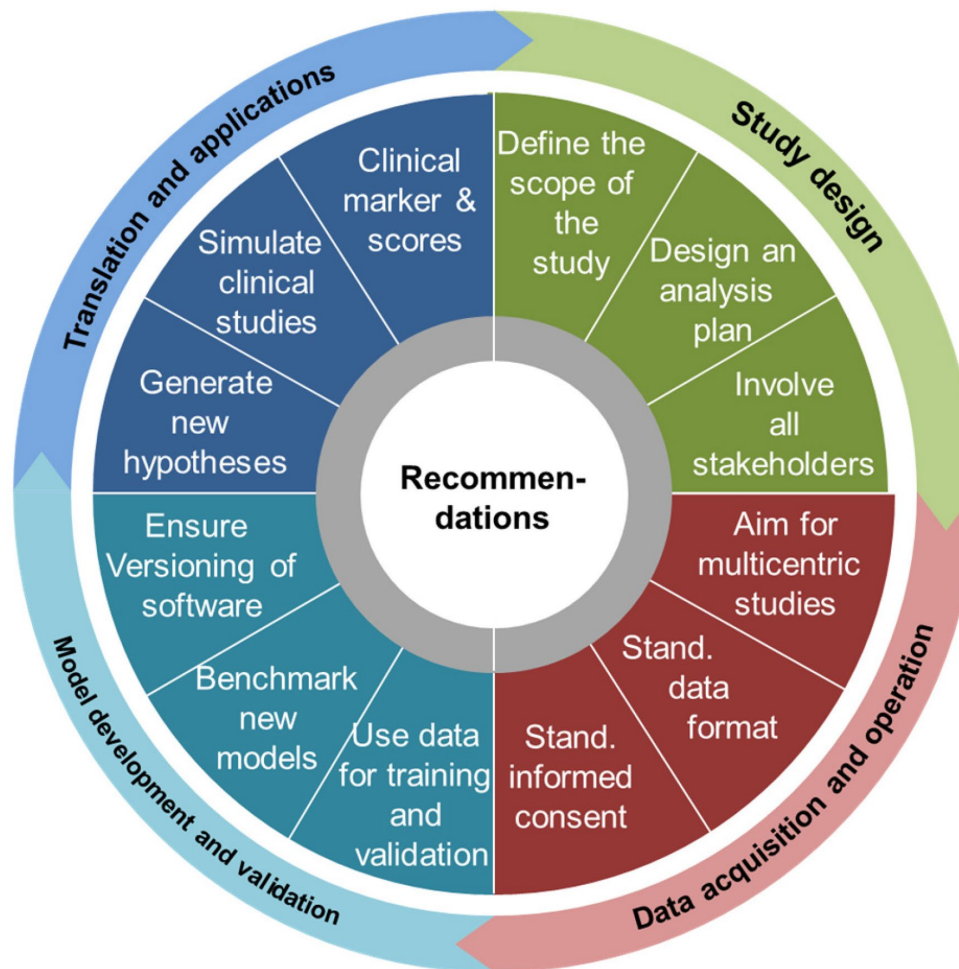 Translation and applications
Study design
Data acquisition and operation
Model development and validation
Clinical
marker &
scores
Define the
scope of
the
study
Design an
analysis
plan
Involve
all
stakeholders
Aim for
multicentric
studies
Stand.
data
format
Stand.
informed
consent
Use data
for training
and
validation
Benchmark
new
models
Ensure
Versioning of
software
Generate
new
hypotheses
Simulate
clinical
studies
Recommen-
dations